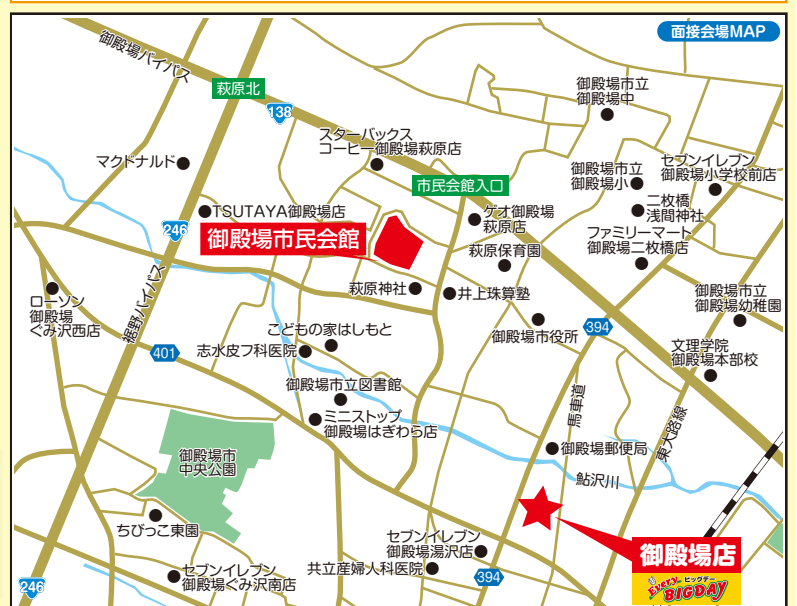 面接会場MAP
御殿場バイパス
萩原北
138
御殿場市立
御殿場中
スターバックス
コーヒー御殿場萩原店
マクドナルド
市民会館入口
御殿場市立
御殿場小
セブンイレブン
御殿場小学校前店
二枚橋
浅間神社
TSUTAYA御殿場店
ゲオ御殿場
萩原店
246
御殿場市民会館
ファミリーマート
御殿場二枚橋店
萩原保育園
萩原神社
井上珠算塾
ローソン
御殿場
ぐみ沢西店
裾野バイパス
御殿場市立
御殿場幼稚園
こどもの家はしもと
御殿場市役所
394
401
志水皮フ科医院
文理学院
御殿場本部校
御殿場市立図書館
馬車道
ミニストップ
御殿場はぎわら店
東大路線
御殿場市
中央公園
御殿場郵便局
鮎沢川
ちびっこ東園
セブンイレブン
御殿場湯沢店
御殿場店
セブンイレブン
御殿場ぐみ沢南店
共立産婦人科医院
394
246
Every
ビッグデー
BIGDAY